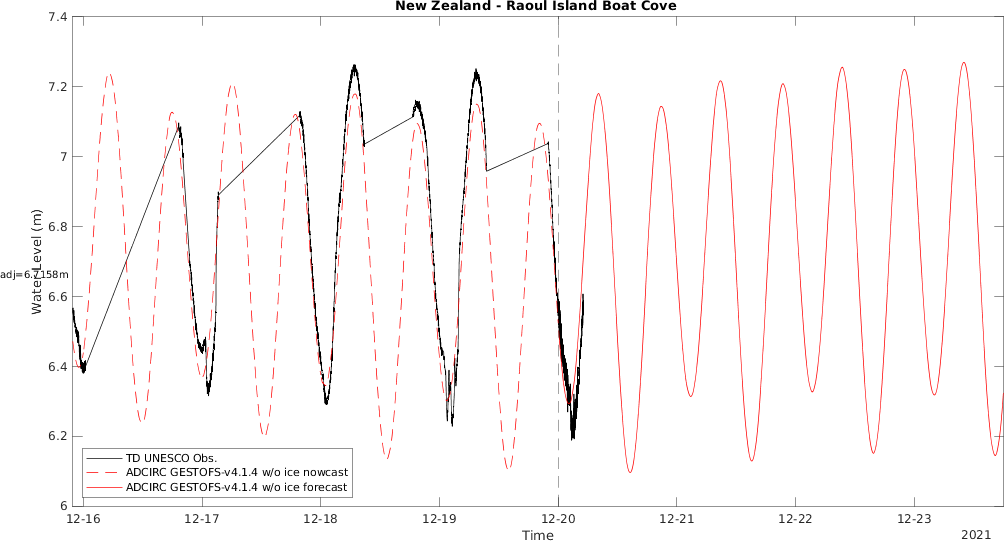 New Zealand - Raoul Island Boat Cove
7.4
7.2
7
6.8
adj=6.7158m
Water Level (m)
6.6
6.4
6.2
6
TD UNESCO Obs.
ADCIRC GESTOFS-v4.1.4 w/o ice nowcast
ADCIRC GESTOFS-v4.1.4 w/o ice forecast
12-16 12-17 12-18 12-19 12-20 12-21 12-22 12-23
Time
2021